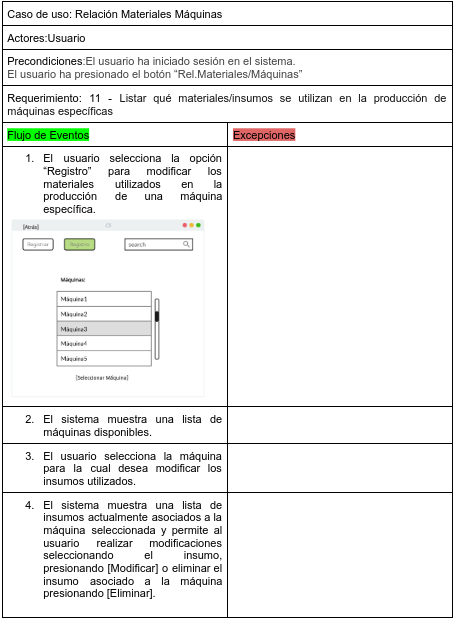 Caso de uso: Relación Materiales Máquinas
Actores:Usuario
Precondiciones:El usuario ha iniciado sesión en el sistema.
El usuario ha presionado el botón “Rel.Materiales/Máquinas”
Requerimiento: 11 - Listar qué materiales/insumos se utilizan en la producción de
máquinas específicas
Flujo de Eventos
Excepciones
1. El usuario selecciona la opción
“Registro” para modificar los
materiales utilizados en la
producción de una máquina
específica.
[Atrás]
Registrar
Registro
search
Máquinas:
Máquina1
Máquina2
Máquina3
Máquina4
Máquina5
[Seleccionar Máquina]
2. El sistema muestra una lista de
máquinas disponibles.
3. El usuario selecciona la máquina
para la cual desea modificar los
insumos utilizados.
4. El sistema muestra una lista de
insumos actualmente asociados a la
máquina seleccionada y permite al
usuario realizar modificaciones
seleccionando el insumo,
presionando [Modificar] o eliminar el
insumo asociado a la máquina
presionando [Eliminar].